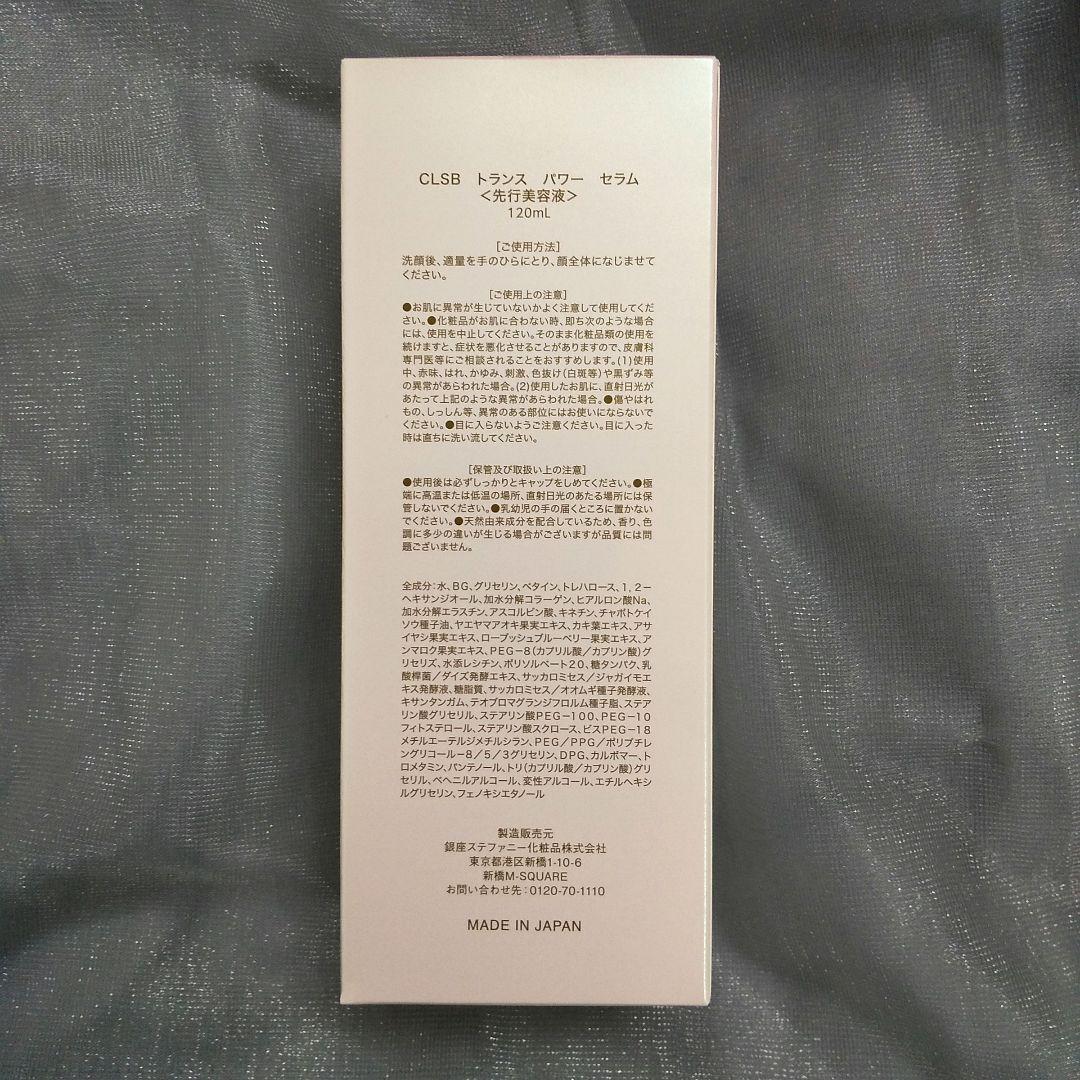 CLSB トランス パワー セラム
＜先行美容液＞
120mL
［ご使用方法］
洗顔後、適量を手のひらにとり、顔全体になじませて
ください。
［ご使用上の注意］
●お肌に異常が生じていないかよく注意して使用してくだ
さい。●化粧品がお肌に合わない時、即ち次のような場合
には、使用を中止してください。そのまま化粧品類の使用を
続けますと、症状を悪化させることがありますので、皮膚科
専門医等にご相談されることをおすすめします。(1)使用
中、赤味、はれ、かゆみ、刺激、色抜け(白斑等)や黒ずみ等
の異常があらわれた場合。(2)使用したお肌に、直射日光が
あたって上記のような異常があらわれた場合。●傷やはれ
もの、しっしん等、異常のある部位にはお使いにならないで
ください。●目に入らないようご注意ください。目に入った
時は直ちに洗い流してください。
［保管及び取扱い上の注意］
●使用後は必ずしっかりとキャップをしめてください。●極
端に高温または低温の場所、直射日光のあたる場所には保
管しないでください。●乳幼児の手の届くところに置かない
でください。●天然由来成分を配合しているため、香り、色
調に多少の違いが生じる場合がございますが品質には問
題ございません。
全成分：水、BG、グリセリン、ベタイン、トレハロース、1，2－
ヘキサンジオール、加水分解コラーゲン、ヒアルロン酸Na、
加水分解エラスチン、アスコルビン酸、キネチン、チャボトケイ
ソウ種子油、ヤエヤマアオキ果実エキス、カキ葉エキス、アサ
イヤシ果実エキス、ローブッシュブルーベリー果実エキス、ア
ンマロク果実エキス、PEG－8(カプリル酸／カプリン酸)グ
リセリズ、水添レシチン、ポリソルベート20、糖タンパク、乳
酸桿菌／ダイズ発酵エキス、サッカロミセス／ジャガイモエ
キス発酵液、糖脂質、サッカロミセス／オオムギ種子発酵液、
キサンタンガム、テオブロマグランジフロルム種子脂、ステア
リン酸グリセリル、ステアリン酸PEG－100、PEG－10
フィトステロール、ステアリン酸スクロース、ビスPEG－18
メチルエーテルジメチルシラン、PEG／PPG／ポリブチレ
ングリコール－8／5／3グリセリン、DPG、カルボマー、ト
ロメタミン、パンテノール、トリ(カプリル酸／カプリン酸)グリ
セリル、ベヘニルアルコール、変性アルコール、エチルヘキシ
ルグリセリン、フェノキシエタノール
製造販売元
銀座ステファニー化粧品株式会社
東京都港区新橋1-10-6
新橋M-SQUARE
お問い合わせ先：0120-70-1110
MADE IN JAPAN